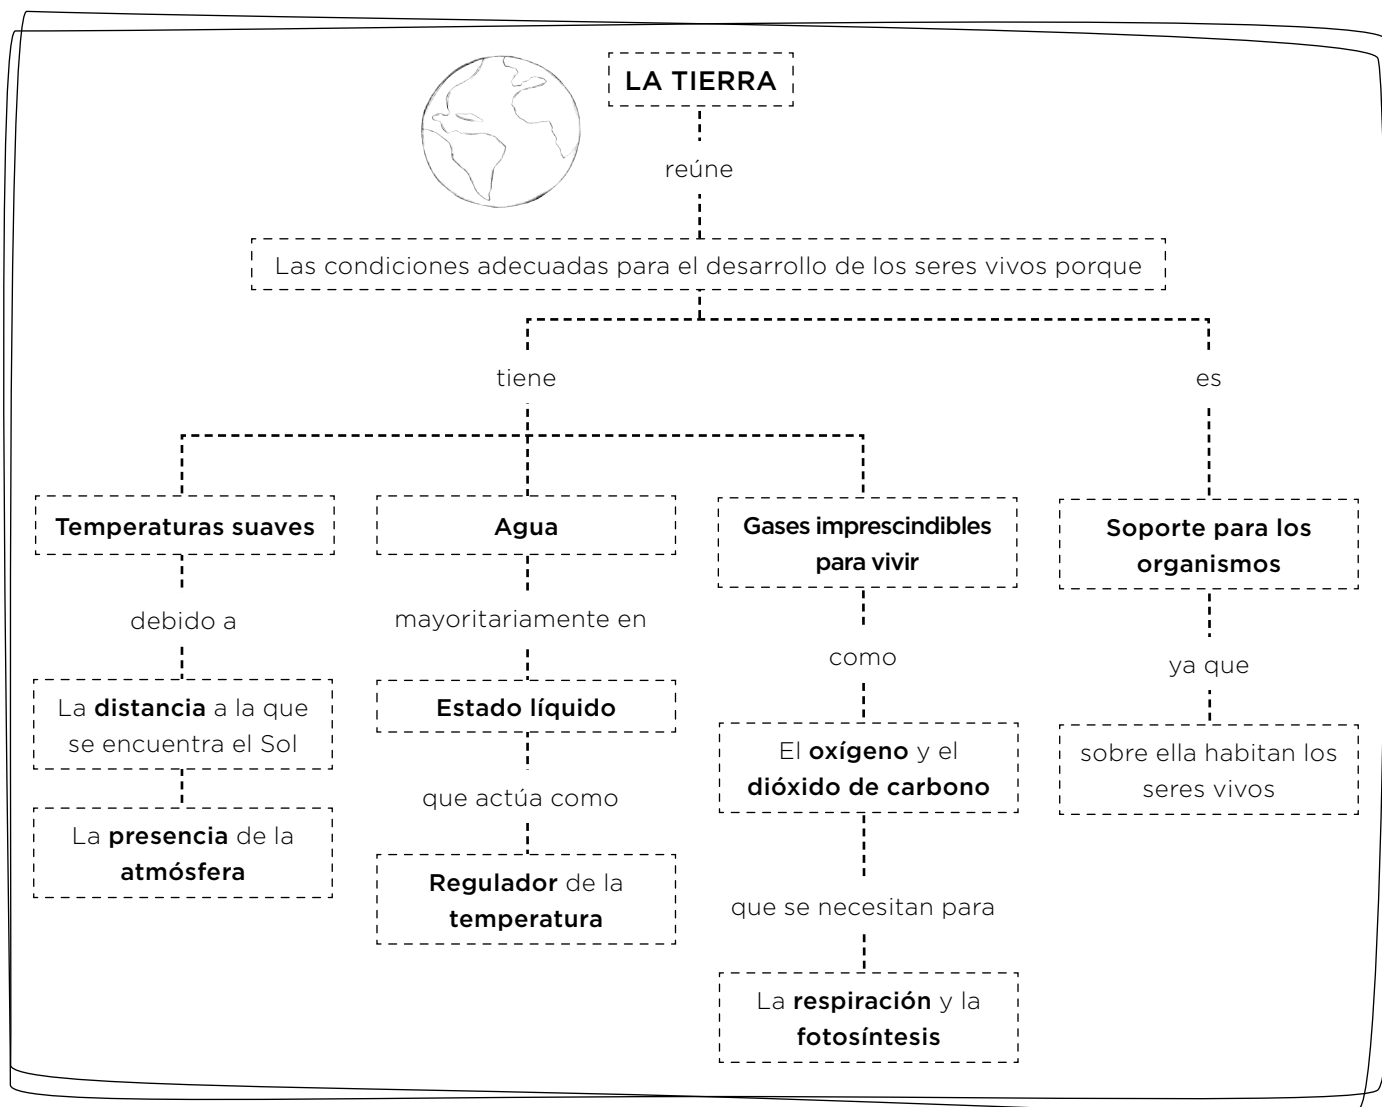 LA TIERRA
reúne
Las condiciones adecuadas para el desarrollo de los seres vivos porque
tiene
es
Temperaturas suaves
debido a
La distancia a la que
se encuentra el Sol
La presencia de la
atmósfera
Agua
mayoritariamente en
Estado líquido
que actúa como
Regulador de la
temperatura
Gases imprescindibles
para vivir
como
El oxígeno y el
dióxido de carbono
que se necesitan para
La respiración y la
fotosíntesis
Soporte para los
organismos
ya que
sobre ella habitan los
seres vivos